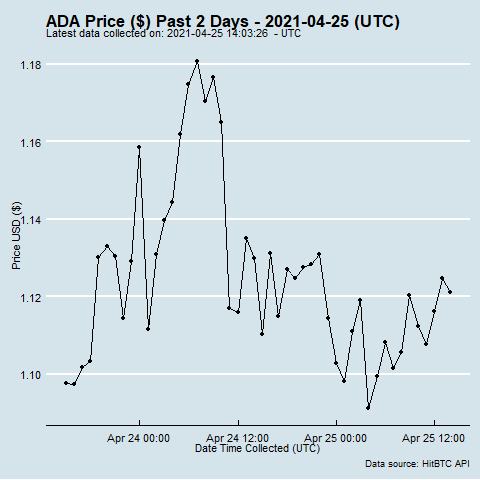 ADA Price ($) Past 2 Days - 2021-04-25 (UTC)
Latest data collected on: 2021-04-25 14:03:26  - UTC
1.18
1.16
1.14
1.12
1.10
Price USD ($)
Apr 24 00:00 Apr 24 12:00 Apr 25 00:00 Apr 25 12:00
Date Time Collected (UTC)
Data source: HitBTC API